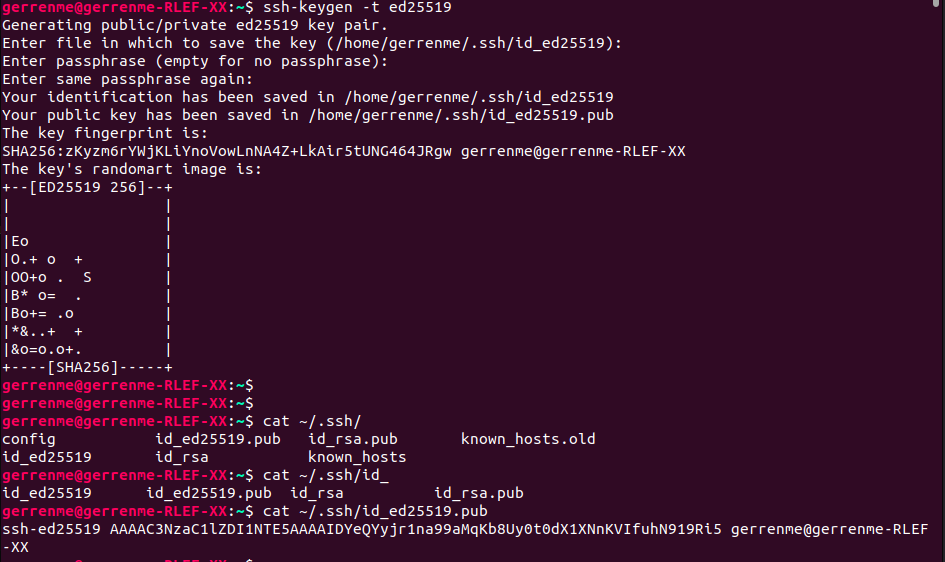 gerrenme@gerrenme-RLEF-XX:~$ ssh-keygen -t ed25519
Generating public/private ed25519 key pair.
Enter file in which to save the key (/home/gerrenme/.ssh/id_ed25519):
Enter passphrase (empty for no passphrase):
Enter same passphrase again:
Your identification has been saved in /home/gerrenme/.ssh/id_ed25519
Your public key has been saved in /home/gerrenme/.ssh/id_ed25519.pub
The key fingerprint is:
SHA256:zKyzm6rYWjKLiYnoVowLnNA4Z+LkAir5tUNG464JRgw gerrenme@gerrenme-RLEF-XX
The key's randomart image is:
+--[ED25519 256]--+
|                 |
|                 |
|Eo               |
|O.+ o  +         |
|OO+o .  S        |
|B* o=  .         |
|Bo+= .o          |
|*&..+  +         |
|&o=o.o+.         |
+----[SHA256]-----+
gerrenme@gerrenme-RLEF-XX:~$
gerrenme@gerrenme-RLEF-XX:~$
gerrenme@gerrenme-RLEF-XX:~$ cat ~/.ssh/
config           id_ed25519.pub   id_rsa.pub       known_hosts.old
id_ed25519       id_rsa           known_hosts
gerrenme@gerrenme-RLEF-XX:~$ cat ~/.ssh/id_
id_ed25519      id_ed25519.pub  id_rsa          id_rsa.pub
gerrenme@gerrenme-RLEF-XX:~$ cat ~/.ssh/id_ed25519.pub
ssh-ed25519 AAAAC3NzaC1lZDI1NTE5AAAAIDYeQYyjr1na99aMqKb8Uy0t0dX1XNnKVIfuhN919Ri5 gerrenme@gerrenme-RLEF
-XX